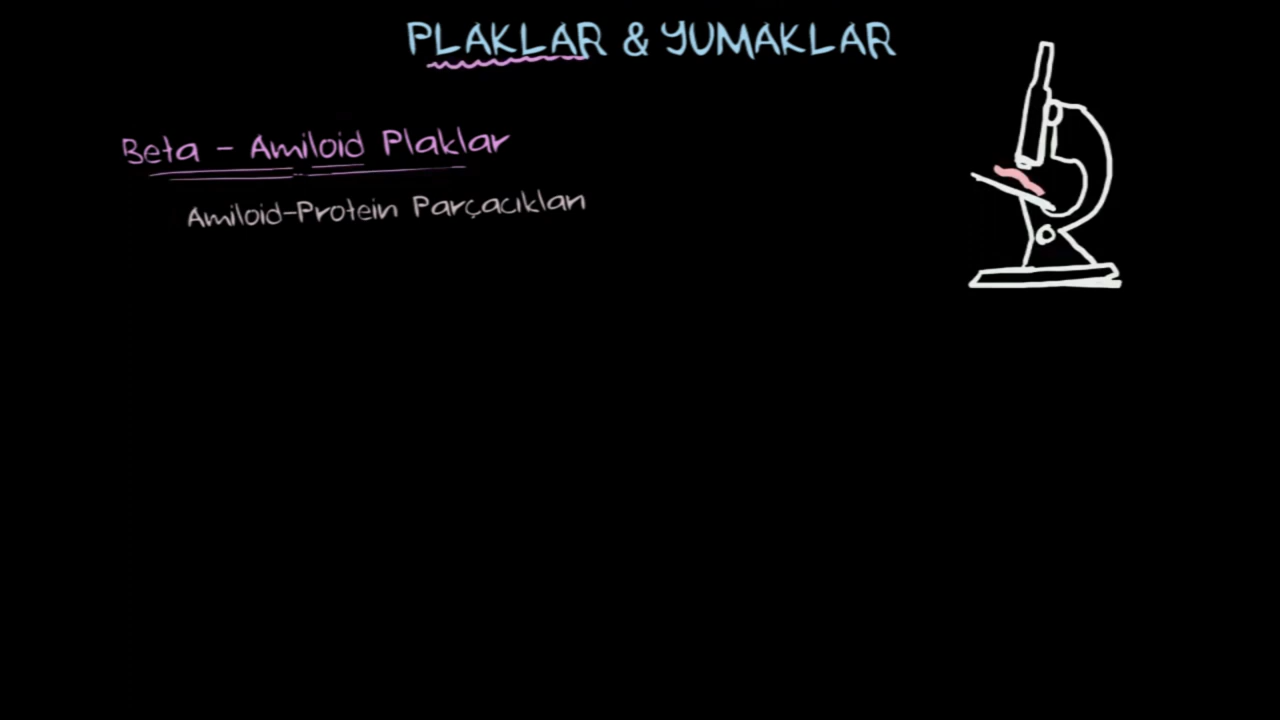 PLAKLAR & YUMAKLAR
Beta - Amiloid Plaklar
Amiloid-Protein Parçacıkları